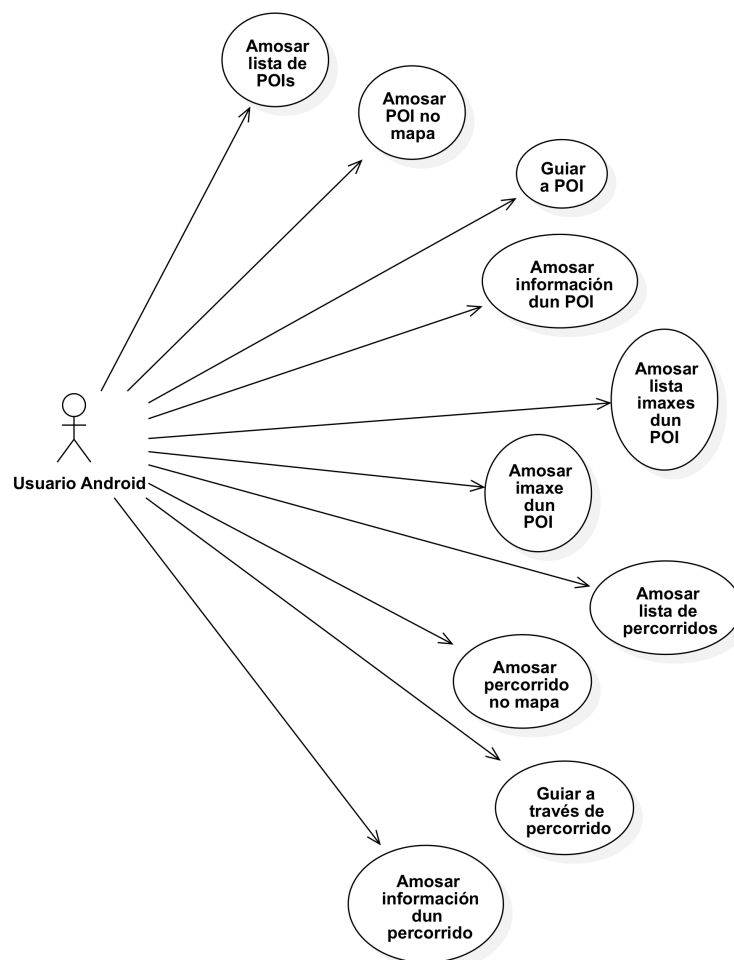 Amosar
lista de
POIs
Amosar
POI no
mapa
Guiar
a POI
Amosar
información
dun POI
Amosar
lista
imaxes
dun
POI
Usuario Android
Amosar
imaxe
dun
POI
Amosar
lista de
percorridos
Amosar
percorrido
no mapa
Guiar a
través de
percorrido
Amosar
información
dun
percorrido